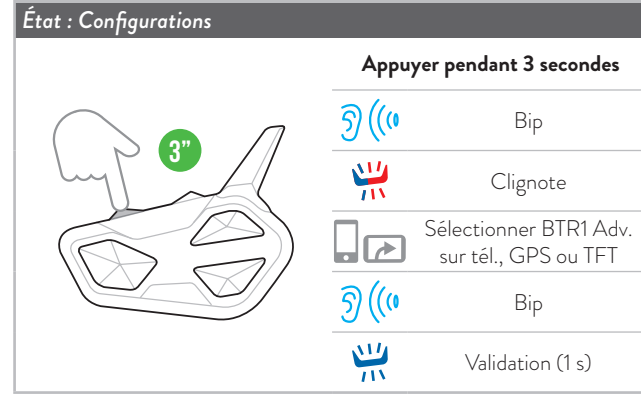 État : Configurations
Appuyer pendant 3 secondes
3”
Bip
Clignote
Sélectionner BTR1 Adv.
sur tél., GPS ou TFT
Bip
Validation (1 s)